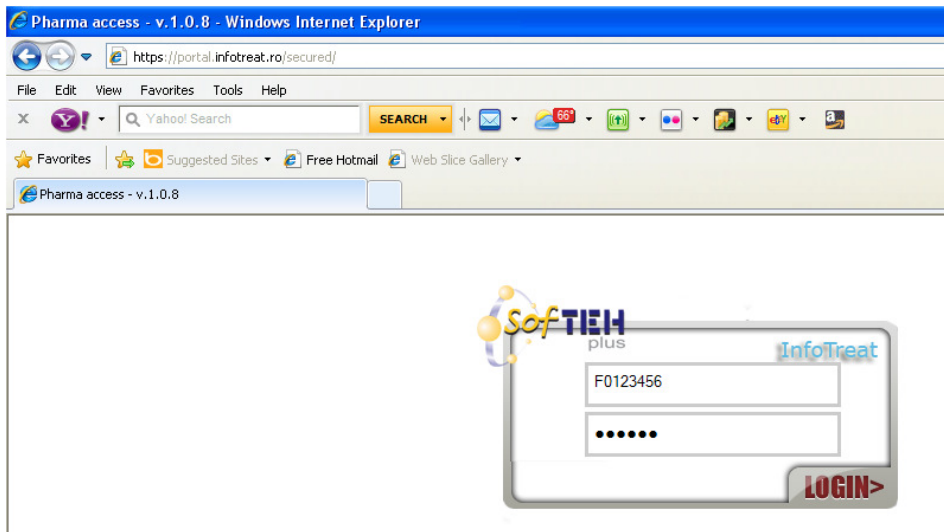 Pharma access - v.1.0.8 - Windows Internet Explorer
https://portal.infotreat.ro/secured/
File Edit View Favorites Tools Help
x Y! Yahoo! Search SEARCH 66° ebY a
Favorites Suggested Sites Free Hotmail Web Slice Gallery
Pharma access - v.1.0.8
SofTEH
plus
InfoTreat
F0123456
••••••
LOGIN>